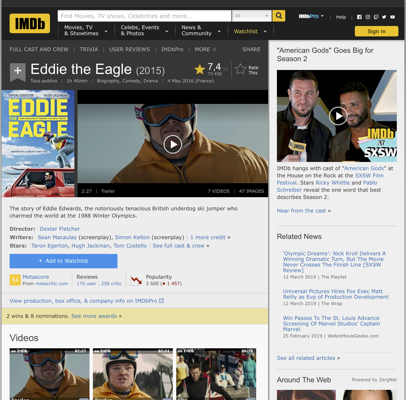 IMDb
Find Movies, TV shows, Celebrities and more...
All
Movies, TV
& Showtimes
Celebs, Events
& Photos
News &
Community
Watchlist
IMDbPro
Help
Sign in
FULL CAST AND CREW | TRIVIA | USER REVIEWS | IMDbPro | MORE
SHARE
Eddie the Eagle (2015)
Tous publics | 1h 46min | Biography, Comedy, Drama | 4 May 2016 (France)
7,4
Rate
This
TARON EGERTON HUGH JACKMAN
EDDIE
THE
EAGLE
2:27 | Trailer
7 VIDEOS | 47 IMAGES
The story of Eddie Edwards, the notoriously tenacious British underdog ski jumper who
charmed the world at the 1988 Winter Olympics.
Director: Dexter Fletcher
Writers: Sean Macaulay (screenplay), Simon Kelton (screenplay) | 1 more credit »
Stars: Taron Egerton, Hugh Jackman, Tom Costello | See full cast & crew »
+ Add to Watchlist
Metascore
From metacritic.com
Reviews
170 user | 258 critic
Popularity
2 600 ( 1 457)
View production, box office, & company info on IMDbPro
2 wins & 8 nominations. See more awards »
Videos
"American Gods" Goes Big for
Season 2
IMDb
at
SXSW
IMDb hangs with cast of "American Gods" at
the House on the Rock at the SXSW Film
Festival. Stars Ricky Whittle and Pablo
Schreiber reveal the one word that best
describes Season 2.
Hear from the cast »
Related News
'Olympic Dreams': Nick Kroll Delivers A
Winning Dramatic Turn, But The Movie
Never Crosses The Finish Line [SXSW
Review]
12 March 2019 | The Playlist
Universal Pictures Hires Fox Exec Matt
Reilly as Evp of Production Development
12 March 2019 | The Wrap
Win Passes To The St. Louis Advance
Screening Of Marvel Studios' Captain
Marvel
25 February 2019 | WeAreMovieGeeks.com
See all related articles »
Around The Web
Powered by ZergNet